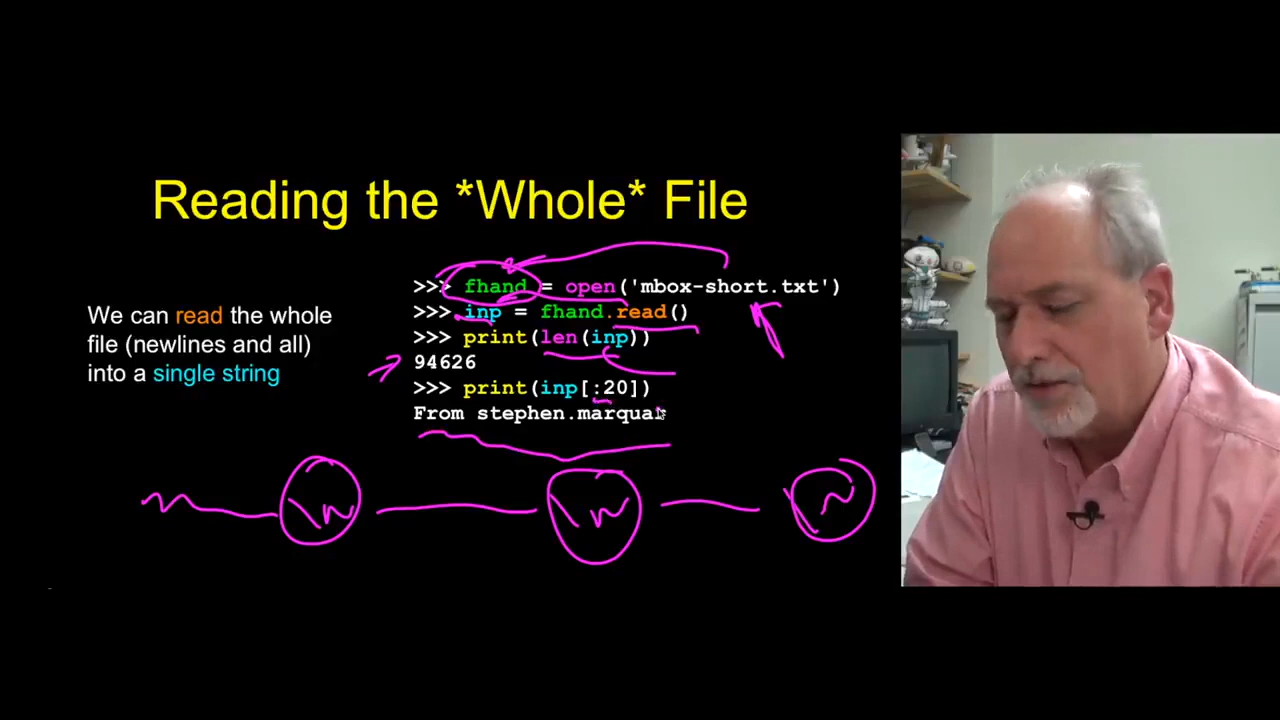 Reading the *Whole* File
We can read the whole
file (newlines and all)
into a single string
>>> fhand = open('mbox-short.txt')
>>> inp = fhand.read()
>>> print(len(inp))
94626
>>> print(inp[:20])
From stephen.marquar
\n \n \n